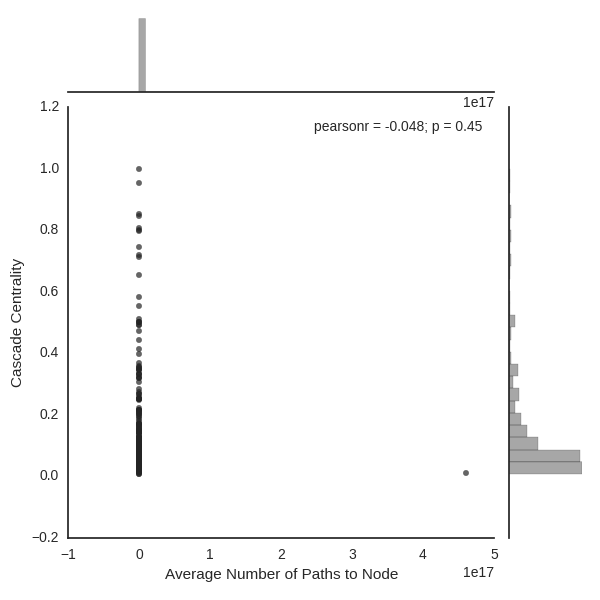 1e17
pearsonr = -0.048; p = 0.45
1.2
1.0
0.8
0.6
0.4
0.2
0.0
−0.2
Cascade Centrality
−1 0 1 2 3 4 5
Average Number of Paths to Node
1e17